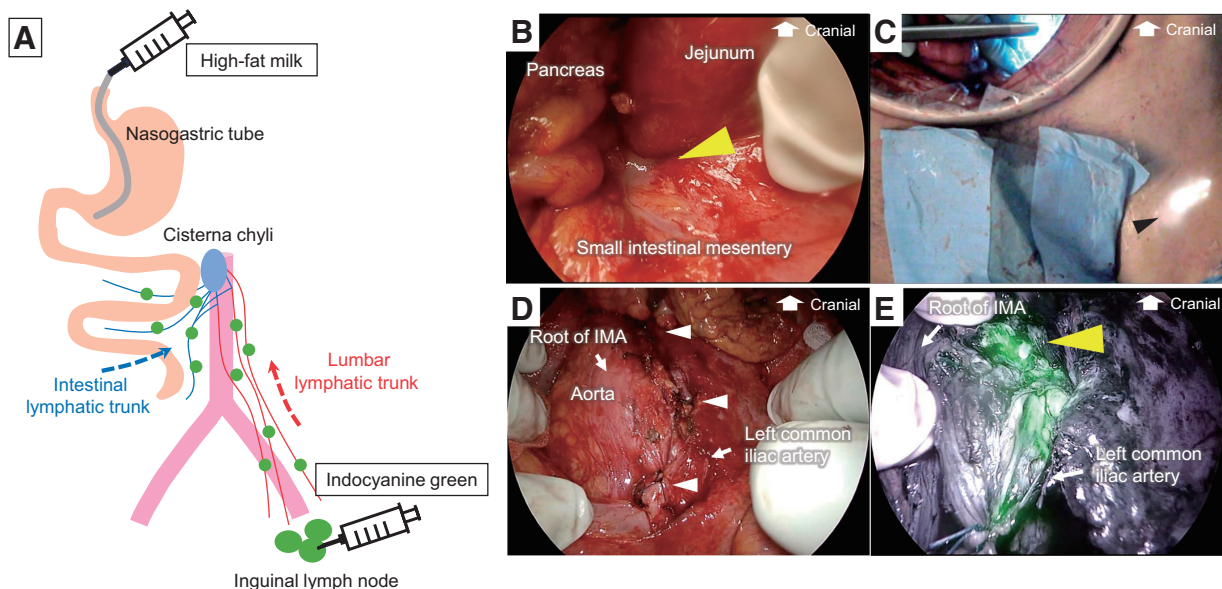 A
High-fat milk
Nasogastric tube
Cisterna chyli
Intestinal
lymphatic trunk
Lumbar
lymphatic trunk
Indocyanine green
Inguinal lymph node
B
Cranial
Pancreas
Jejunum
Small intestinal mesentery
C
Cranial
D
Cranial
Root of IMA
Aorta
Left common
iliac artery
E
Cranial
Root of IMA
Left common
iliac artery